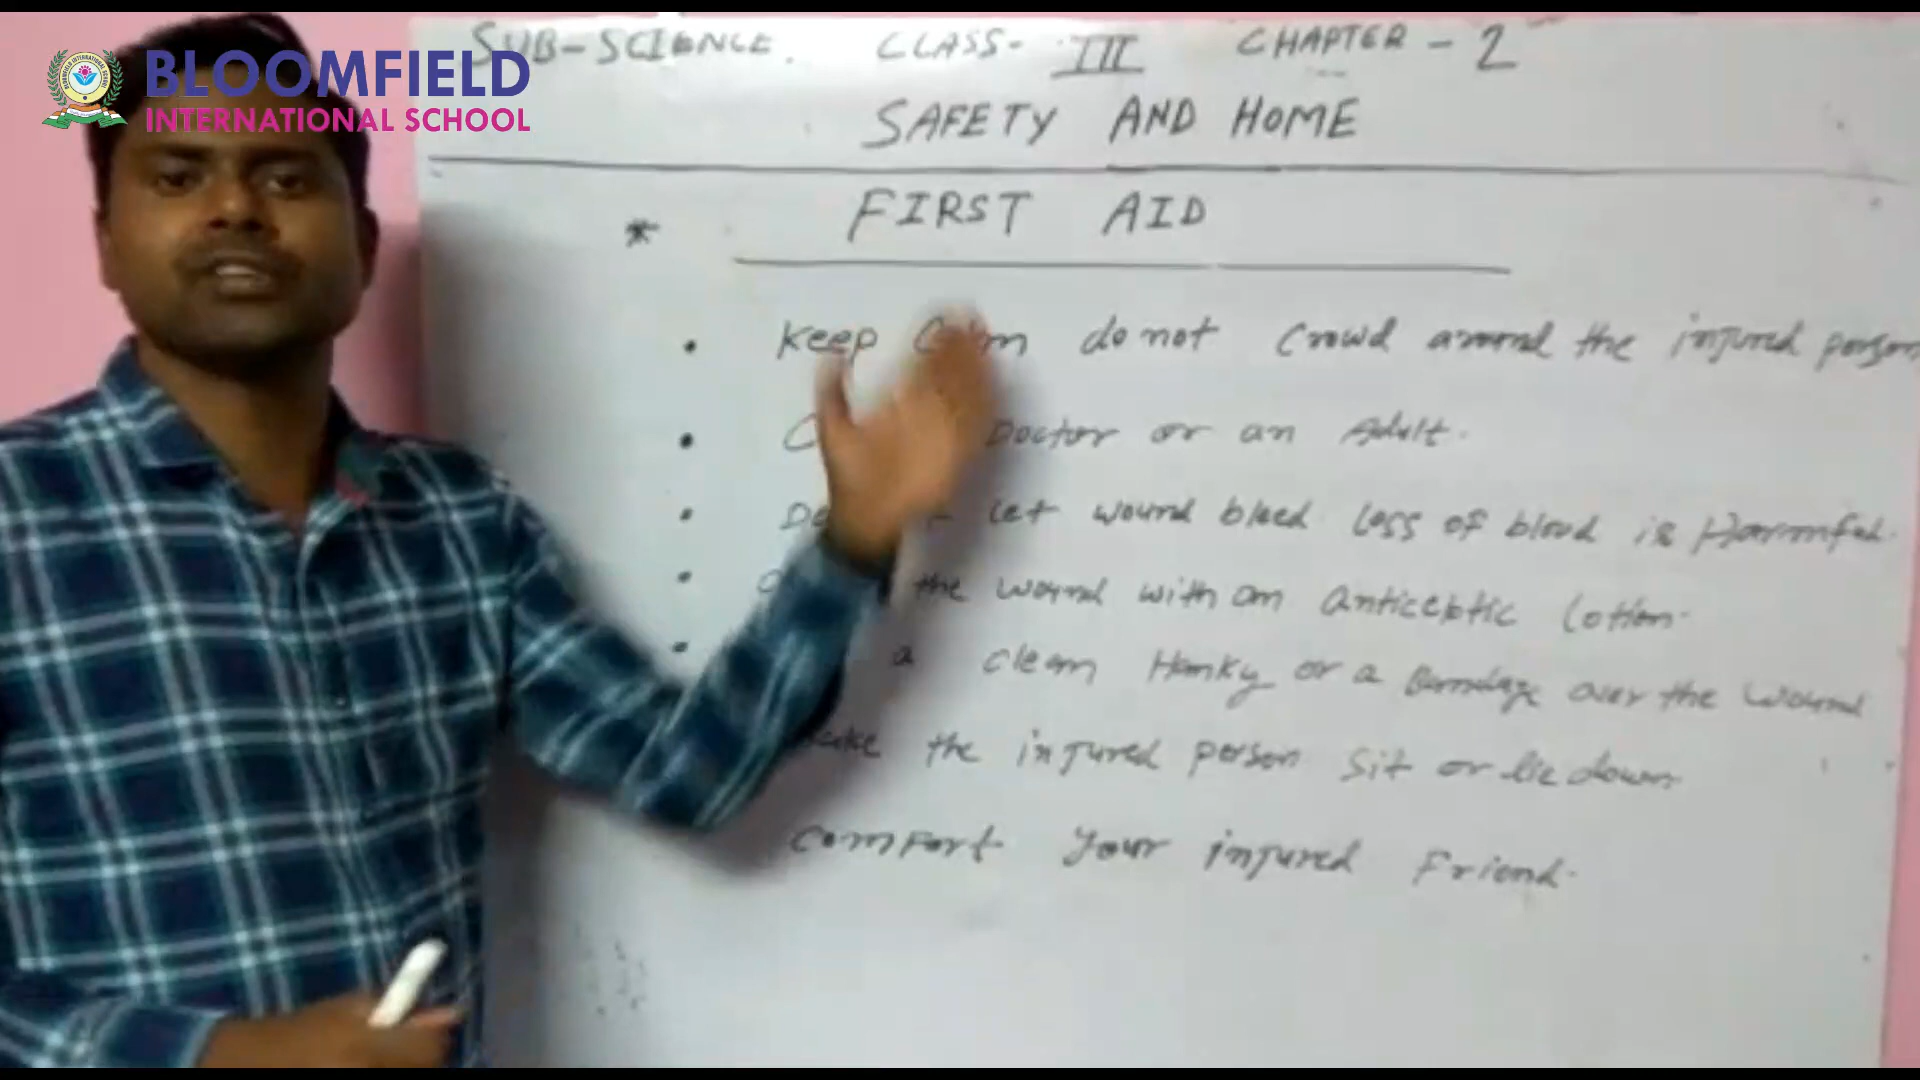 BLOOMFIELD
INTERNATIONAL SCHOOL
SUB-SCIENCE. CLASS- III CHAPTER - 2
SAFETY AND HOME
* FIRST AID
• Keep Calm do not Crowd around the injured person
• Doctor or an Adult.
• Let wound bleed Loss of blood is Harmful.
• the wound with an Anticeptic Lotion.
• a clean Hanky or a Bandage over the wound
the injured person Sit or lie down
Comfort Your injured Friend.